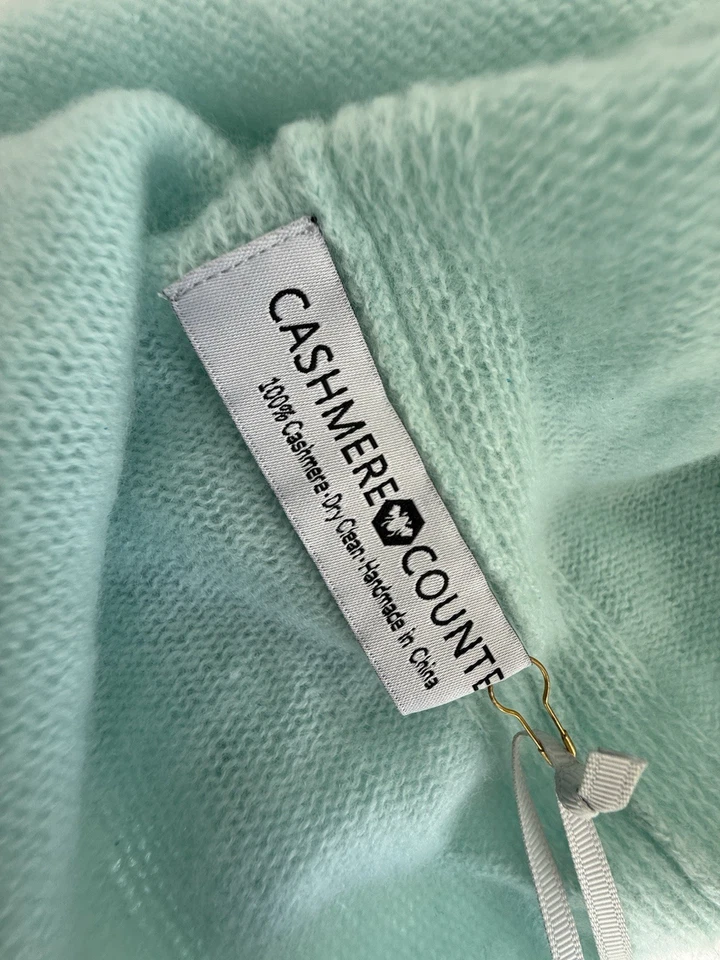 CASHMERE COUNTE
100% Cashmere·Dry Clean·Handmade in China